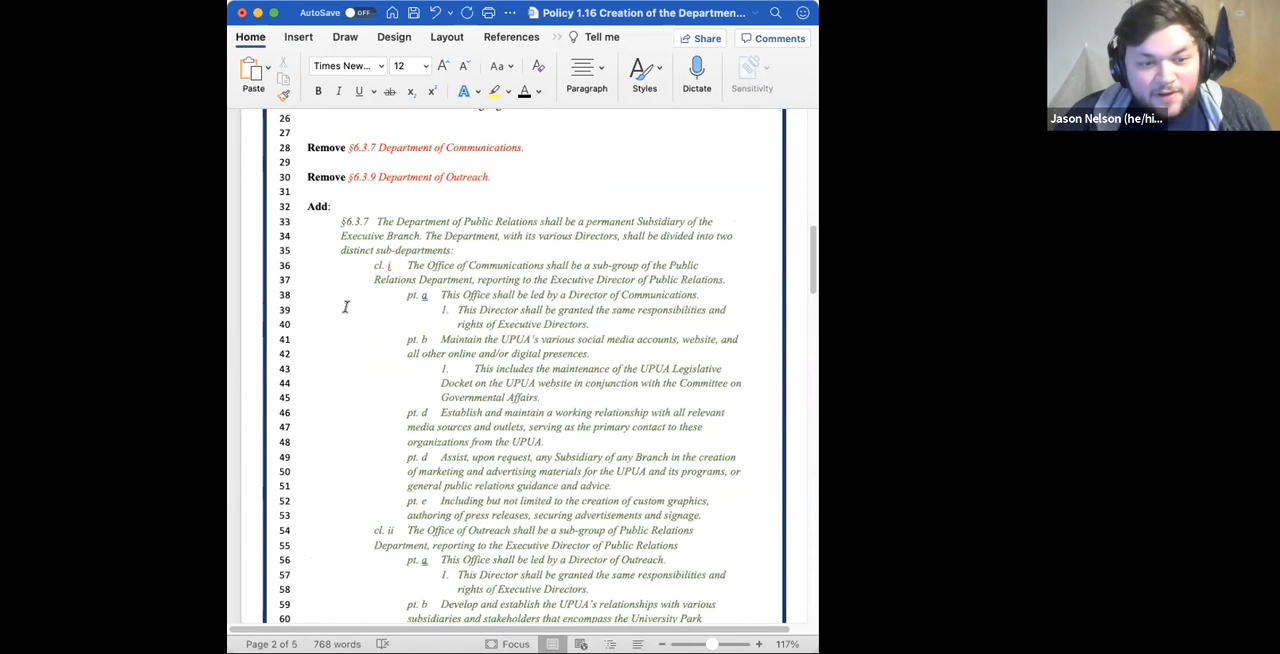 AutoSave OFF Policy 1.16 Creation of the Departmen...
Home Insert Draw Design Layout References Tell me Share Comments
Times New... 12 Aa
Paste B I U ab x₂ x² A A Paragraph Styles Dictate Sensitivity
26
27
28 Remove §6.3.7 Department of Communications.
29
30 Remove §6.3.9 Department of Outreach.
31
32 Add:
33 §6.3.7 The Department of Public Relations shall be a permanent Subsidiary of the
34 Executive Branch. The Department, with its various Directors, shall be divided into two
35 distinct sub-departments:
36 cl. i The Office of Communications shall be a sub-group of the Public
37 Relations Department, reporting to the Executive Director of Public Relations.
38 pt. a This Office shall be led by a Director of Communications.
39 1. This Director shall be granted the same responsibilities and
40 rights of Executive Directors.
41 pt. b Maintain the UPUA's various social media accounts, website, and
42 all other online and/or digital presences.
43 1. This includes the maintenance of the UPUA Legislative
44 Docket on the UPUA website in conjunction with the Committee on
45 Governmental Affairs.
46 pt. d Establish and maintain a working relationship with all relevant
47 media sources and outlets, serving as the primary contact to these
48 organizations from the UPUA.
49 pt. d Assist, upon request, any Subsidiary of any Branch in the creation
50 of marketing and advertising materials for the UPUA and its programs, or
51 general public relations guidance and advice.
52 pt. e Including but not limited to the creation of custom graphics,
53 authoring of press releases, securing advertisements and signage.
54 cl. ii The Office of Outreach shall be a sub-group of Public Relations
55 Department, reporting to the Executive Director of Public Relations
56 pt. a This Office shall be led by a Director of Outreach.
57 1. This Director shall be granted the same responsibilities and
58 rights of Executive Directors.
59 pt. b Develop and establish the UPUA's relationships with various
60 subsidiaries and stakeholders that encompass the University Park
Page 2 of 5 768 words Focus 117%
Jason Nelson (he/hi...